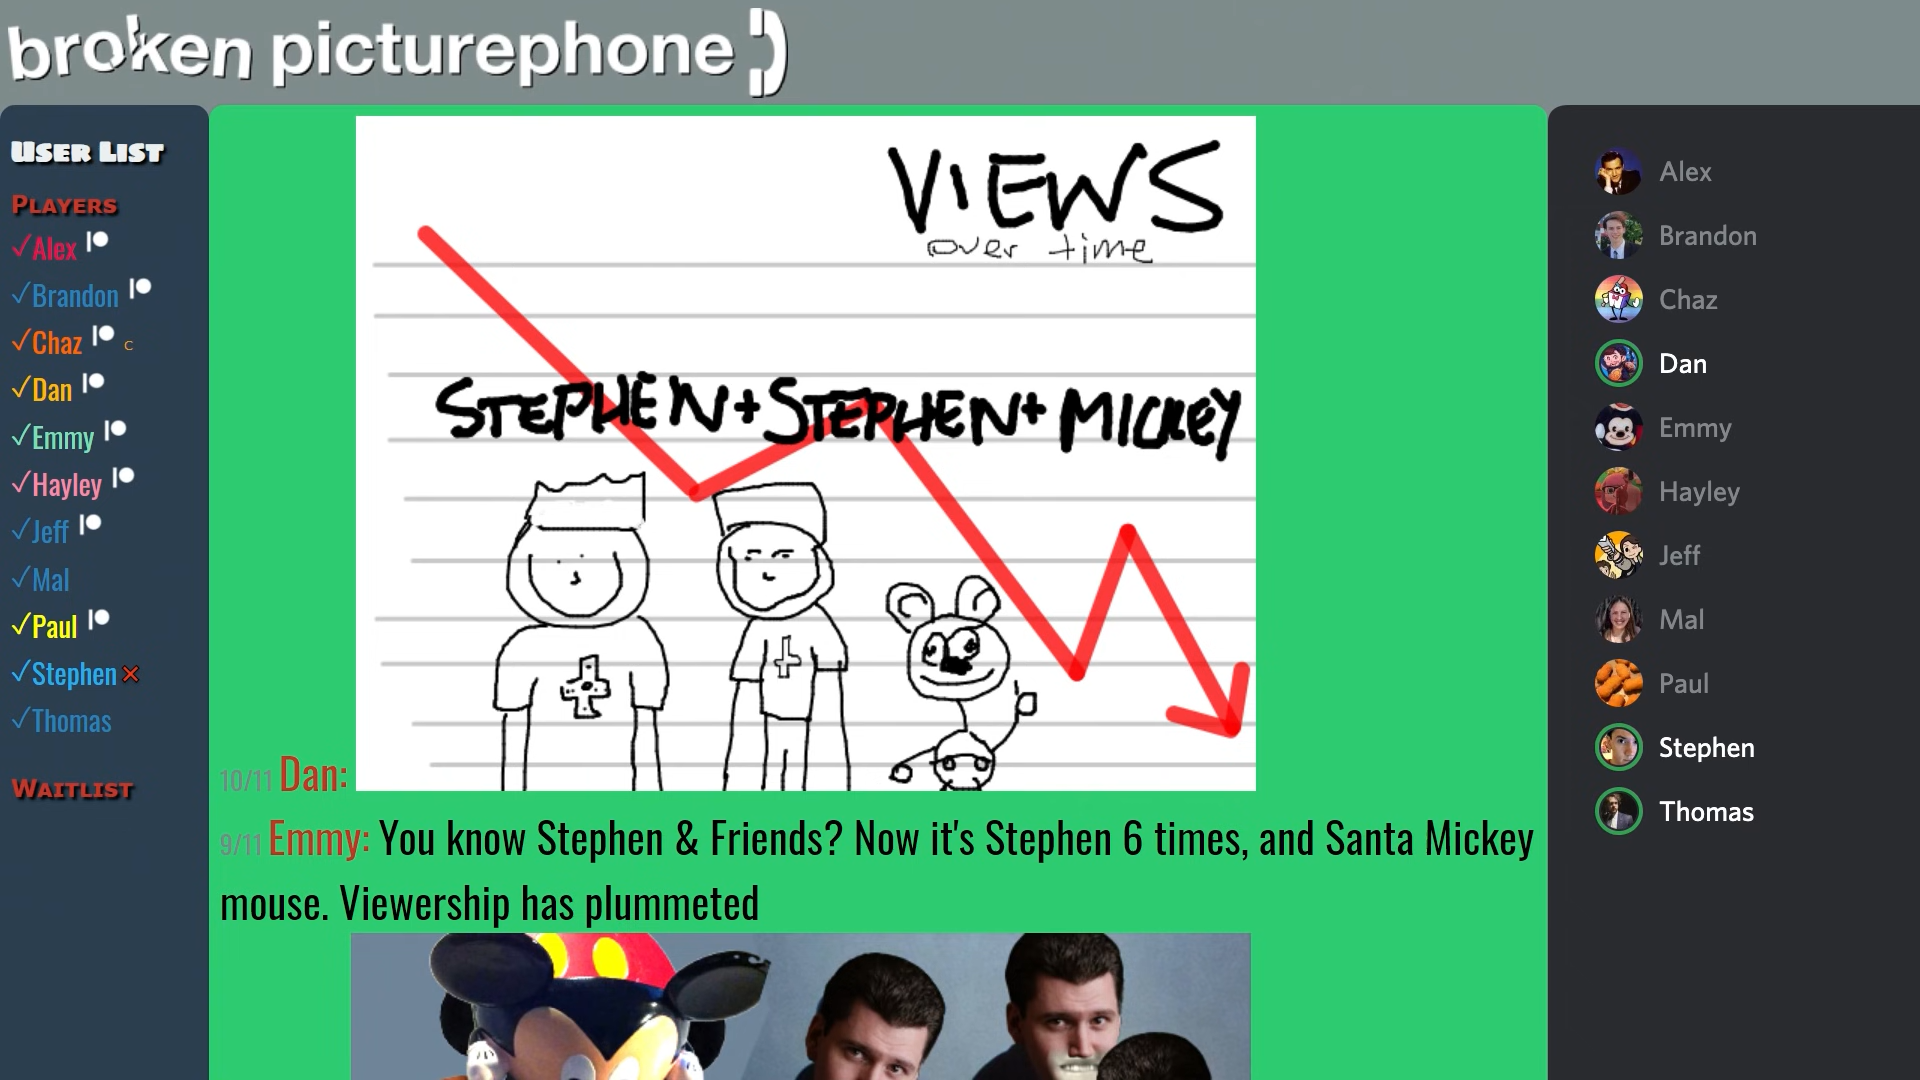 broken picturephone
User List
Players
✓Alex
✓Brandon
✓Chaz c
✓Dan
✓Emmy
✓Hayley
✓Jeff
✓Mal
✓Paul
✓Stephen ✕
✓Thomas
Waitlist
VIEWS
over time
STEPHEN+STEPHEN+MICKEY
10/11 Dan:
9/11 Emmy: You know Stephen & Friends? Now it's Stephen 6 times, and Santa Mickey
mouse. Viewership has plummeted
Alex
Brandon
Chaz
Dan
Emmy
Hayley
Jeff
Mal
Paul
Stephen
Thomas